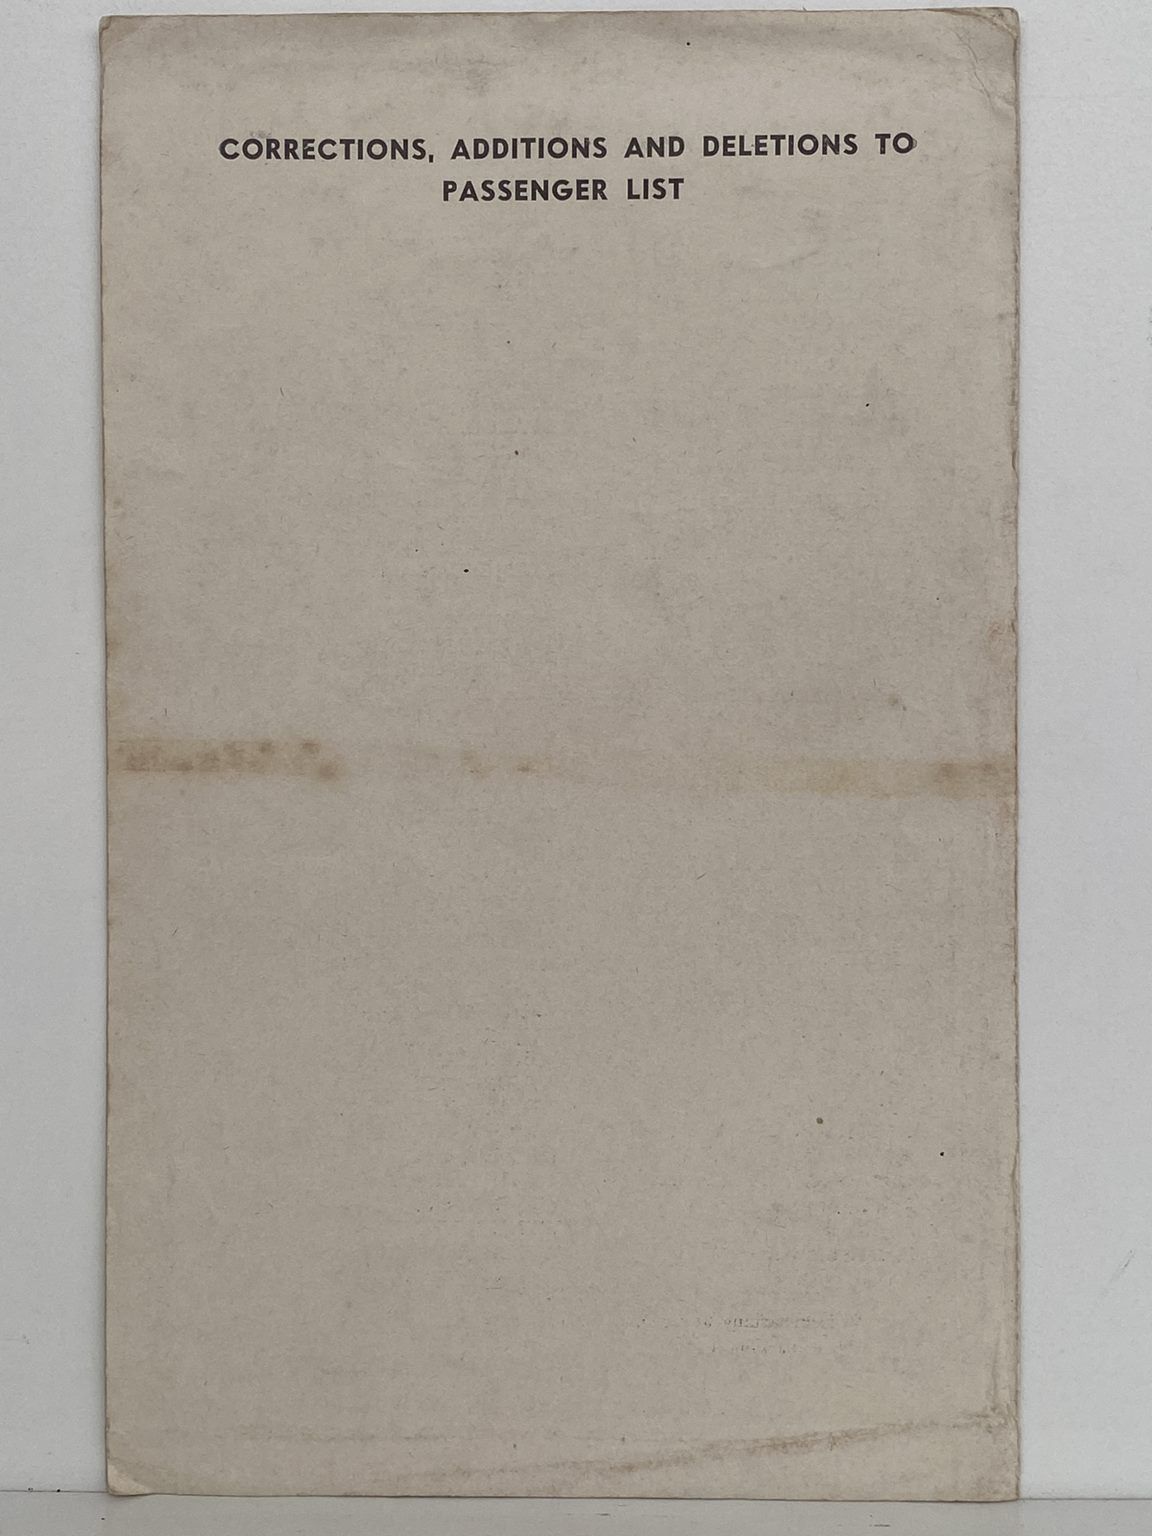 CORRECTIONS, ADDITIONS AND DELETIONS TO
PASSENGER LIST